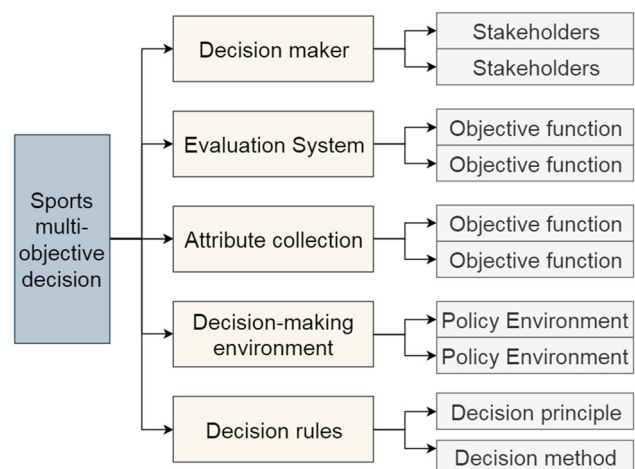 Sports
multi-
objective
decision
Decision maker
Stakeholders
Stakeholders
Evaluation System
Objective function
Objective function
Attribute collection
Objective function
Objective function
Decision-making
environment
Policy Environment
Policy Environment
Decision rules
Decision principle
Decision method